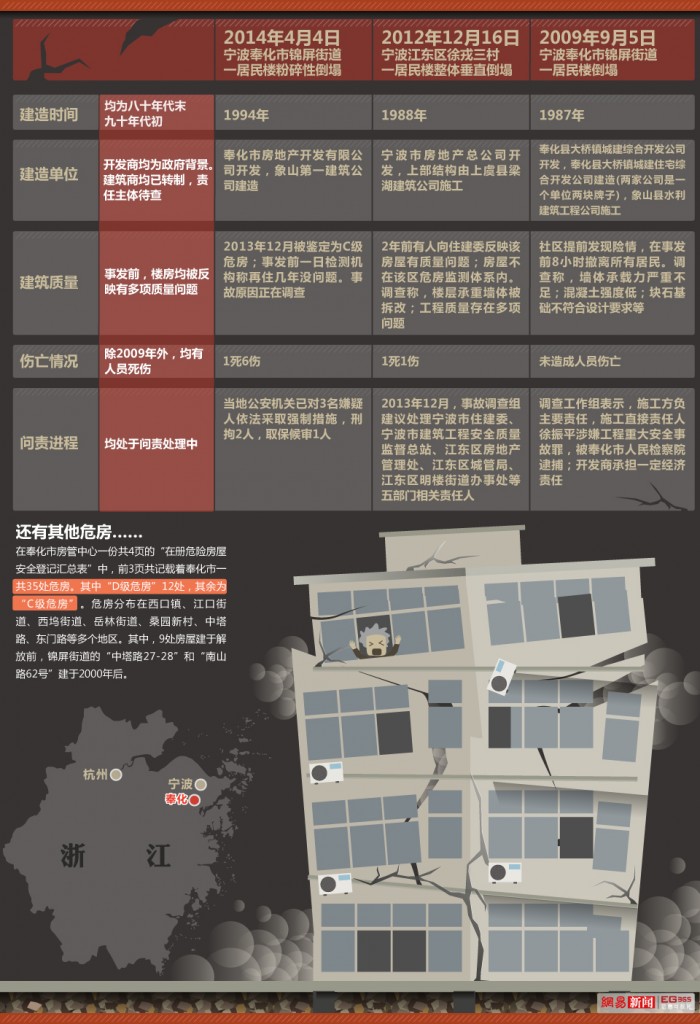 2014年4月4日
宁波奉化市锦屏街道
一居民楼粉碎性倒塌
2012年12月16日
宁波江东区徐戎三村
一居民楼整体垂直倒塌
2009年9月5日
宁波奉化市锦屏街道
一居民楼倒塌
建造时间
均为八十年代末
九十年代初
1994年
1988年
1987年
建造单位
开发商均为政府背景。
建筑商均已转制，责
任主体待查
奉化市房地产开发有限公
司开发，象山第一建筑公
司建造
宁波市房地产总公司开
发，上部结构由上虞县梁
湖建筑公司施工
奉化县大桥镇城建综合开发公司
开发，奉化县大桥镇城建住宅综
合开发公司建造(两家公司是一
个单位两块牌子)，象山县水利
建筑工程公司施工
建筑质量
事发前，楼房均被反
映有多项质量问题
2013年12月被鉴定为C级
危房；事发前一日检测机
构称再住几年没问题。事
故原因正在调查
2年前有人向住建委反映该
房屋有质量问题；房屋不
在该区危房监测体系内。
调查称，楼层承重墙体被
拆改；工程质量存在多项
问题
社区提前发现险情，在事发
前8小时撤离所有居民。调
查称，墙体承载力严重不
足；混凝土强度低；块石基
础不符合设计要求等
伤亡情况
除2009年外，均有
人员死伤
1死6伤
1死1伤
未造成人员伤亡
问责进程
均处于问责处理中
当地公安机关已对3名嫌疑
人依法采取强制措施，刑
拘2人，取保候审1人
2013年12月，事故调查组
建议处理宁波市住建委、
宁波市建筑工程安全质量
监督总站、江东区房地产
管理处、江东区城管局、
江东区明楼街道办事处等
五部门相关责任人
调查工作组表示，施工方负
主要责任，施工直接责任人
徐振平涉嫌工程重大安全事
故罪，被奉化市人民检察院
逮捕；开发商承担一定经济
责任
还有其他危房……
在奉化市房管中心一份共4页的“在册危险房屋
安全登记汇总表”中，前3页共记载着奉化市一
共35处危房。其中“D级危房”12处，其余为
“C级危房”。危房分布在西口镇、江口街
道、西坞街道、岳林街道、桑园新村、中塔
路、东门路等多个地区。其中，9处房屋建于解
放前，锦屏街道的“中塔路27-28”和“南山
路62号”建于2000年后。
杭州
宁波
奉化
浙 江
網易 新闻